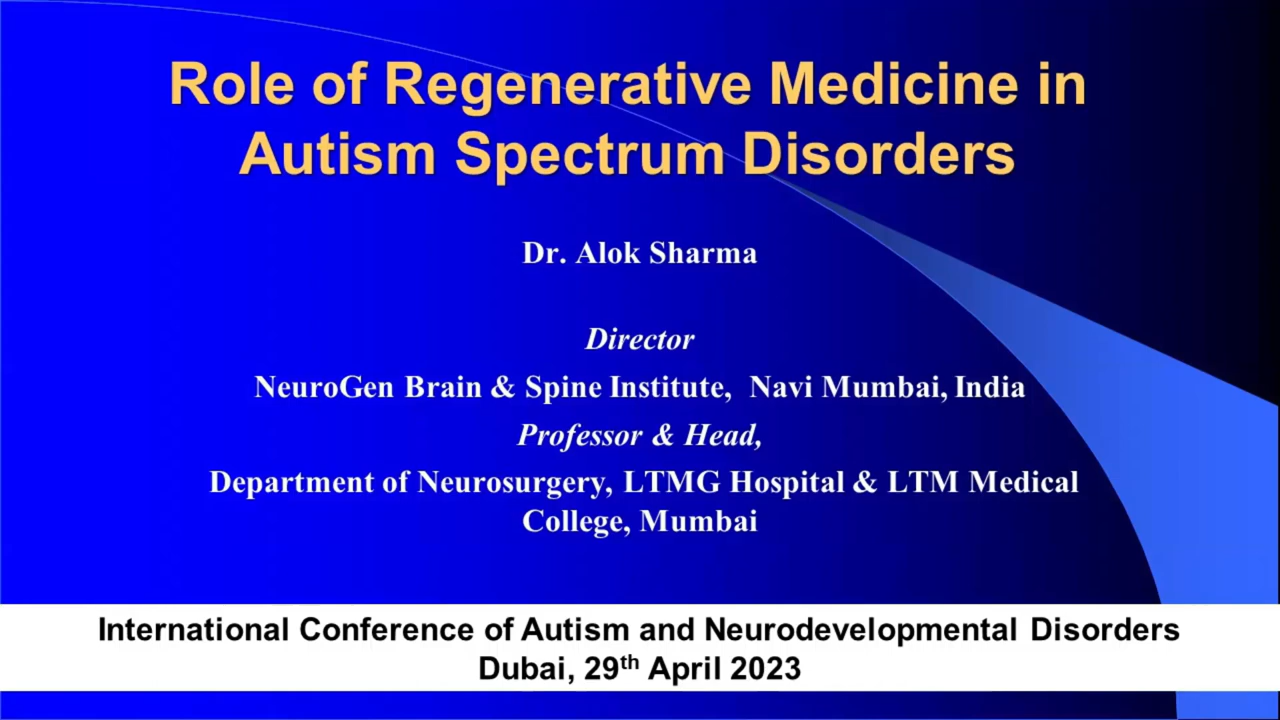 Role of Regenerative Medicine in
Autism Spectrum Disorders
Dr. Alok Sharma
Director
NeuroGen Brain & Spine Institute, Navi Mumbai, India
Professor & Head,
Department of Neurosurgery, LTMG Hospital & LTM Medical
College, Mumbai
International Conference of Autism and Neurodevelopmental Disorders
Dubai, 29th April 2023